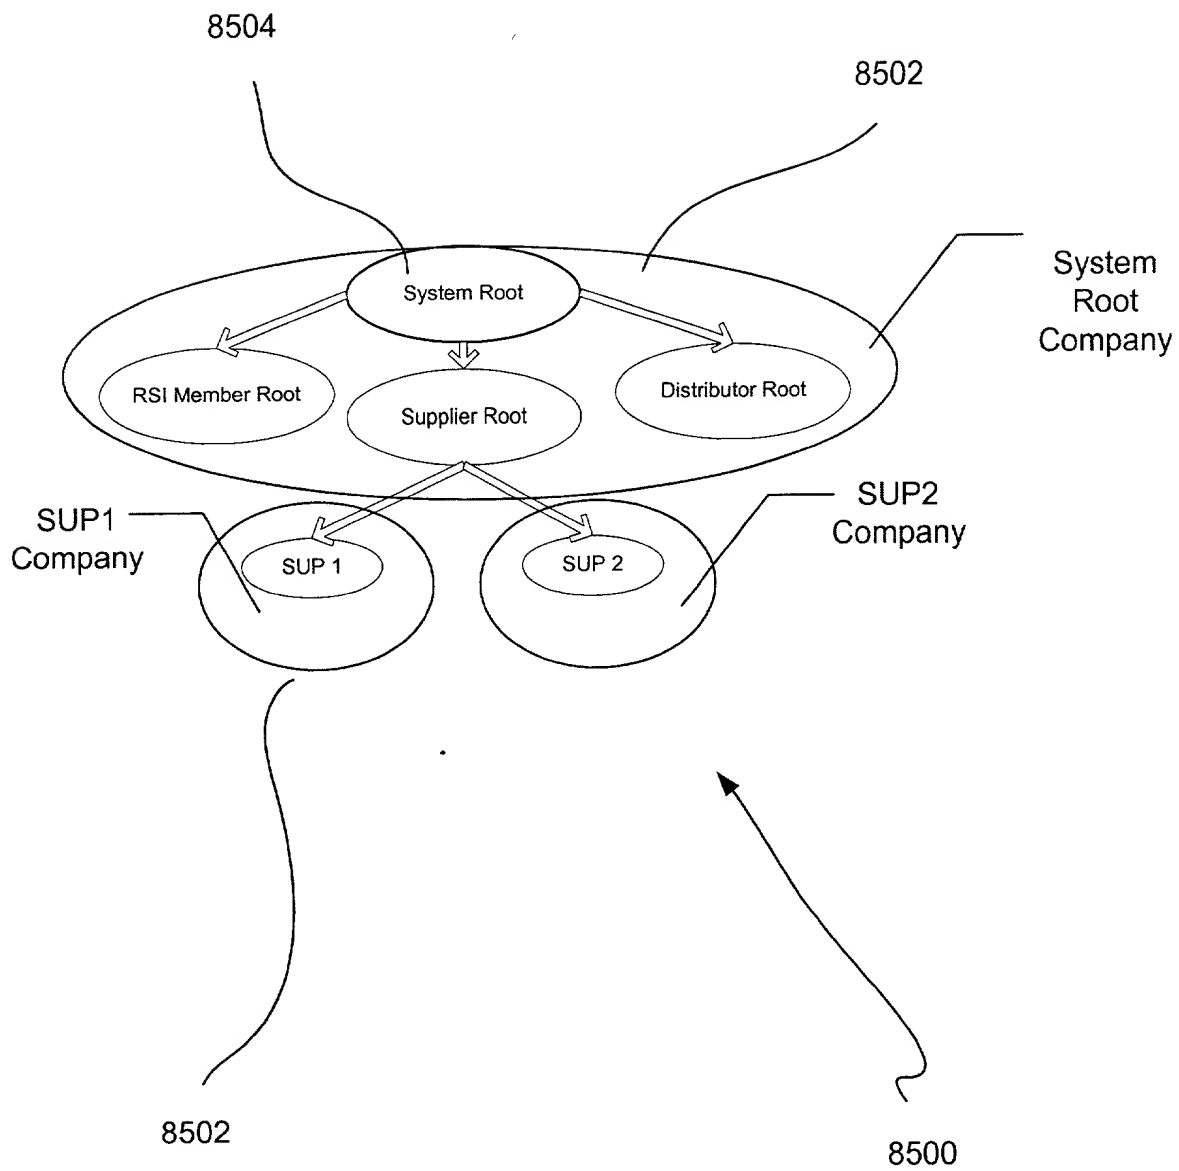 8504
8502
System
Root
Company
System Root
RSI Member Root
Supplier Root
Distributor Root
SUP1
Company
SUP2
Company
SUP 1
SUP 2
8502
8500